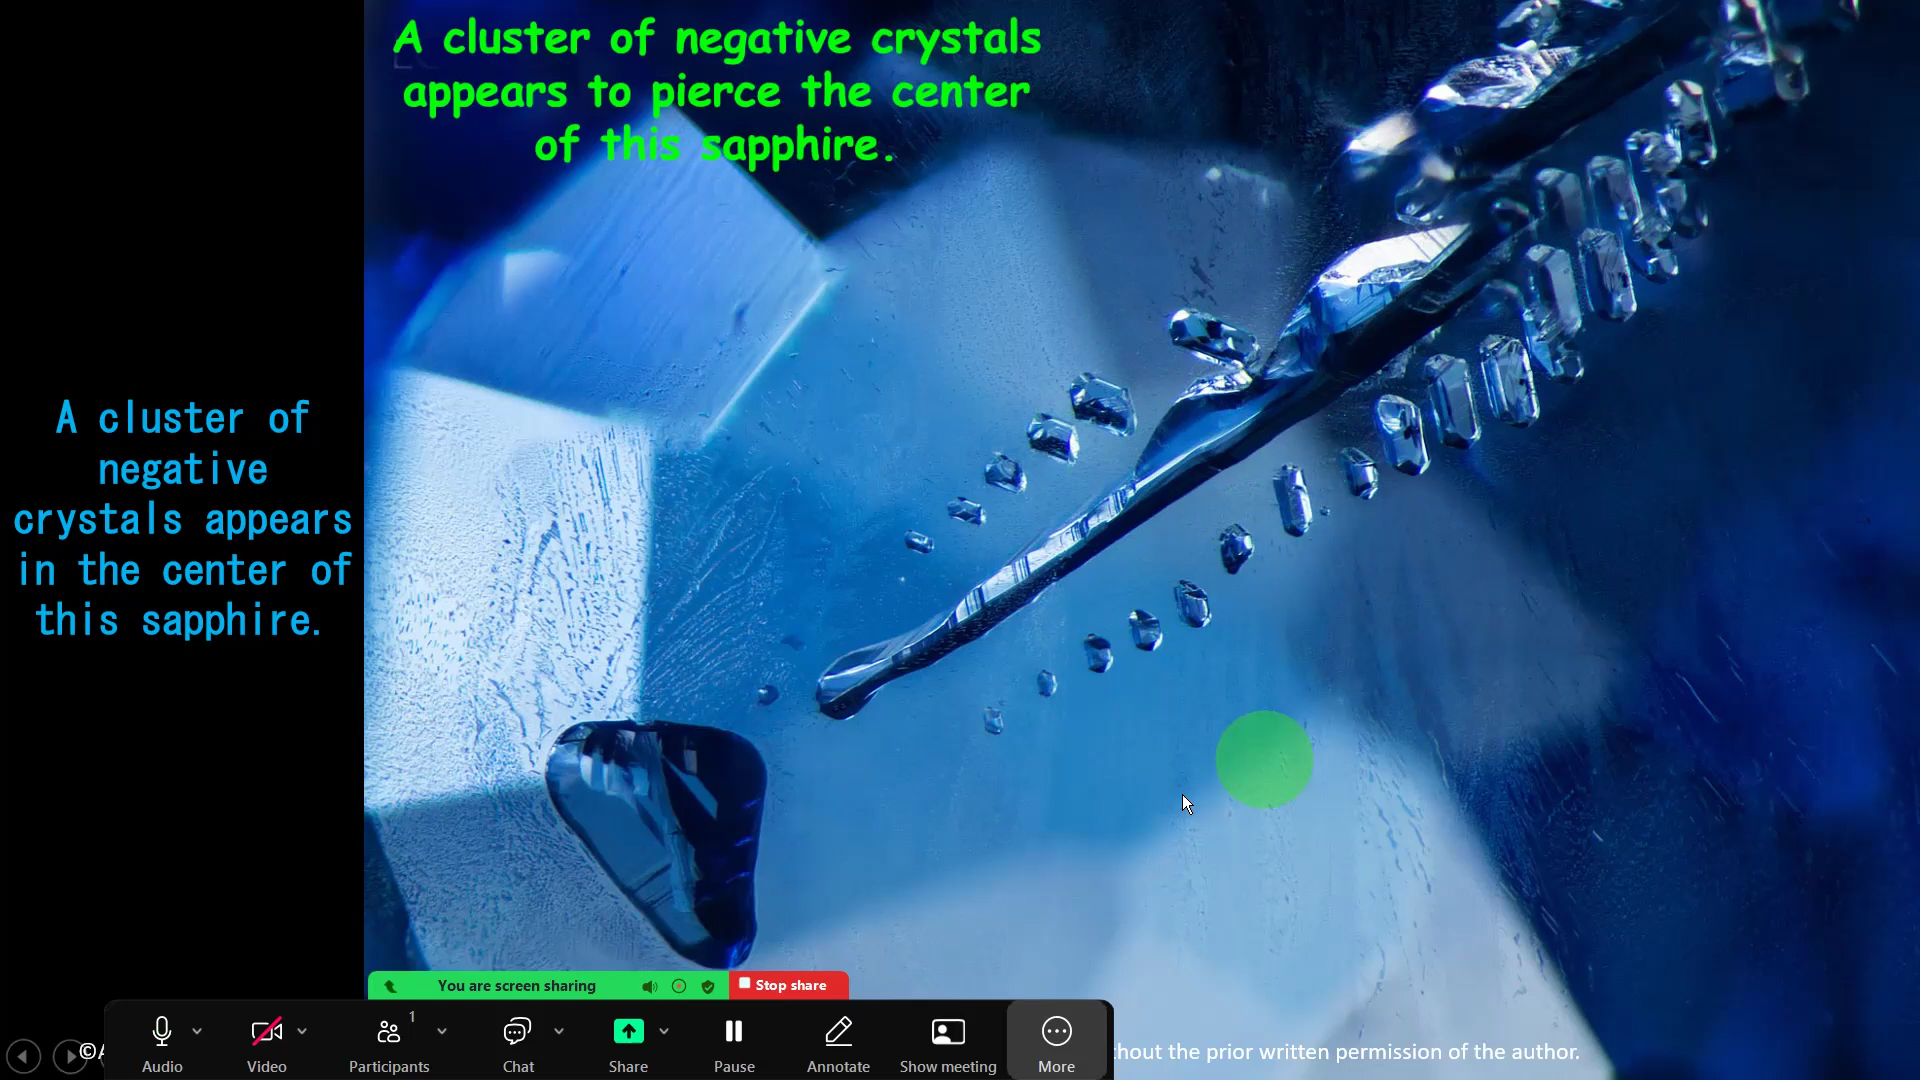 A cluster of negative crystals
appears to pierce the center
of this sapphire.
A cluster of
negative
crystals appears
in the center of
this sapphire.
You are screen sharing
Stop share
1
Audio
Video
Participants
Chat
Share
Pause
Annotate
Show meeting
More
the prior written permission of the author.